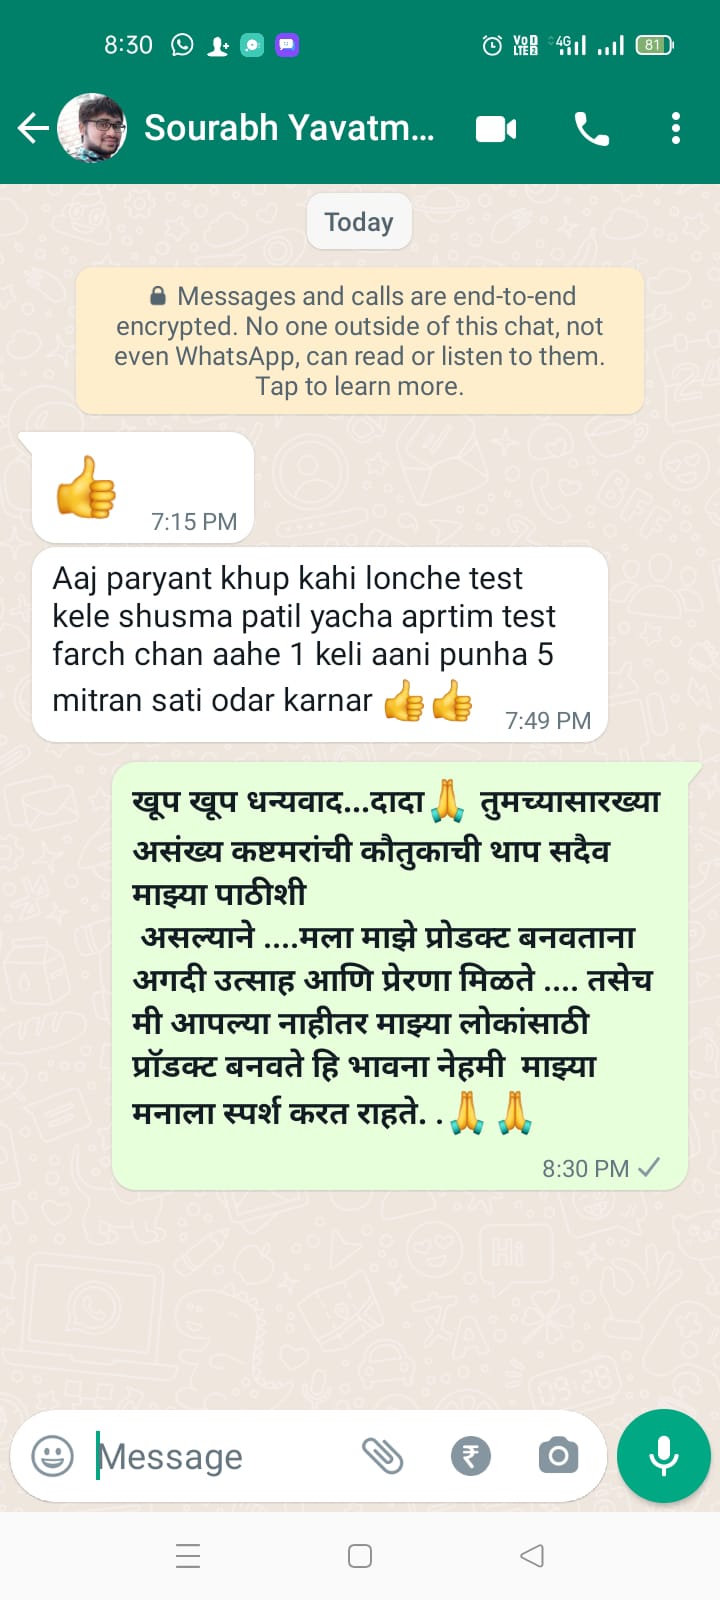 8:30 VoD LTE2 4G 81
Sourabh Yavatm...
Today
Messages and calls are end-to-end
encrypted. No one outside of this chat, not
even WhatsApp, can read or listen to them.
Tap to learn more.
👍
7:15 PM
Aaj paryant khup kahi lonche test
kele shusma patil yacha aprtim test
farch chan aahe 1 keli aani punha 5
mitran sati odar karnar 👍👍
7:49 PM
खूप खूप धन्यवाद...दादा🙏 तुमच्यासारख्या
असंख्य कष्टमरांची कौतुकाची थाप सदैव
माझ्या पाठीशी
असल्याने ....मला माझे प्रोडक्ट बनवताना
अगदी उत्साह आणि प्रेरणा मिळते .... तसेच
मी आपल्या नाहीतर माझ्या लोकांसाठी
प्रॉडक्ट बनवते हि भावना नेहमी माझ्या
मनाला स्पर्श करत राहते. .🙏🙏
8:30 PM
Message